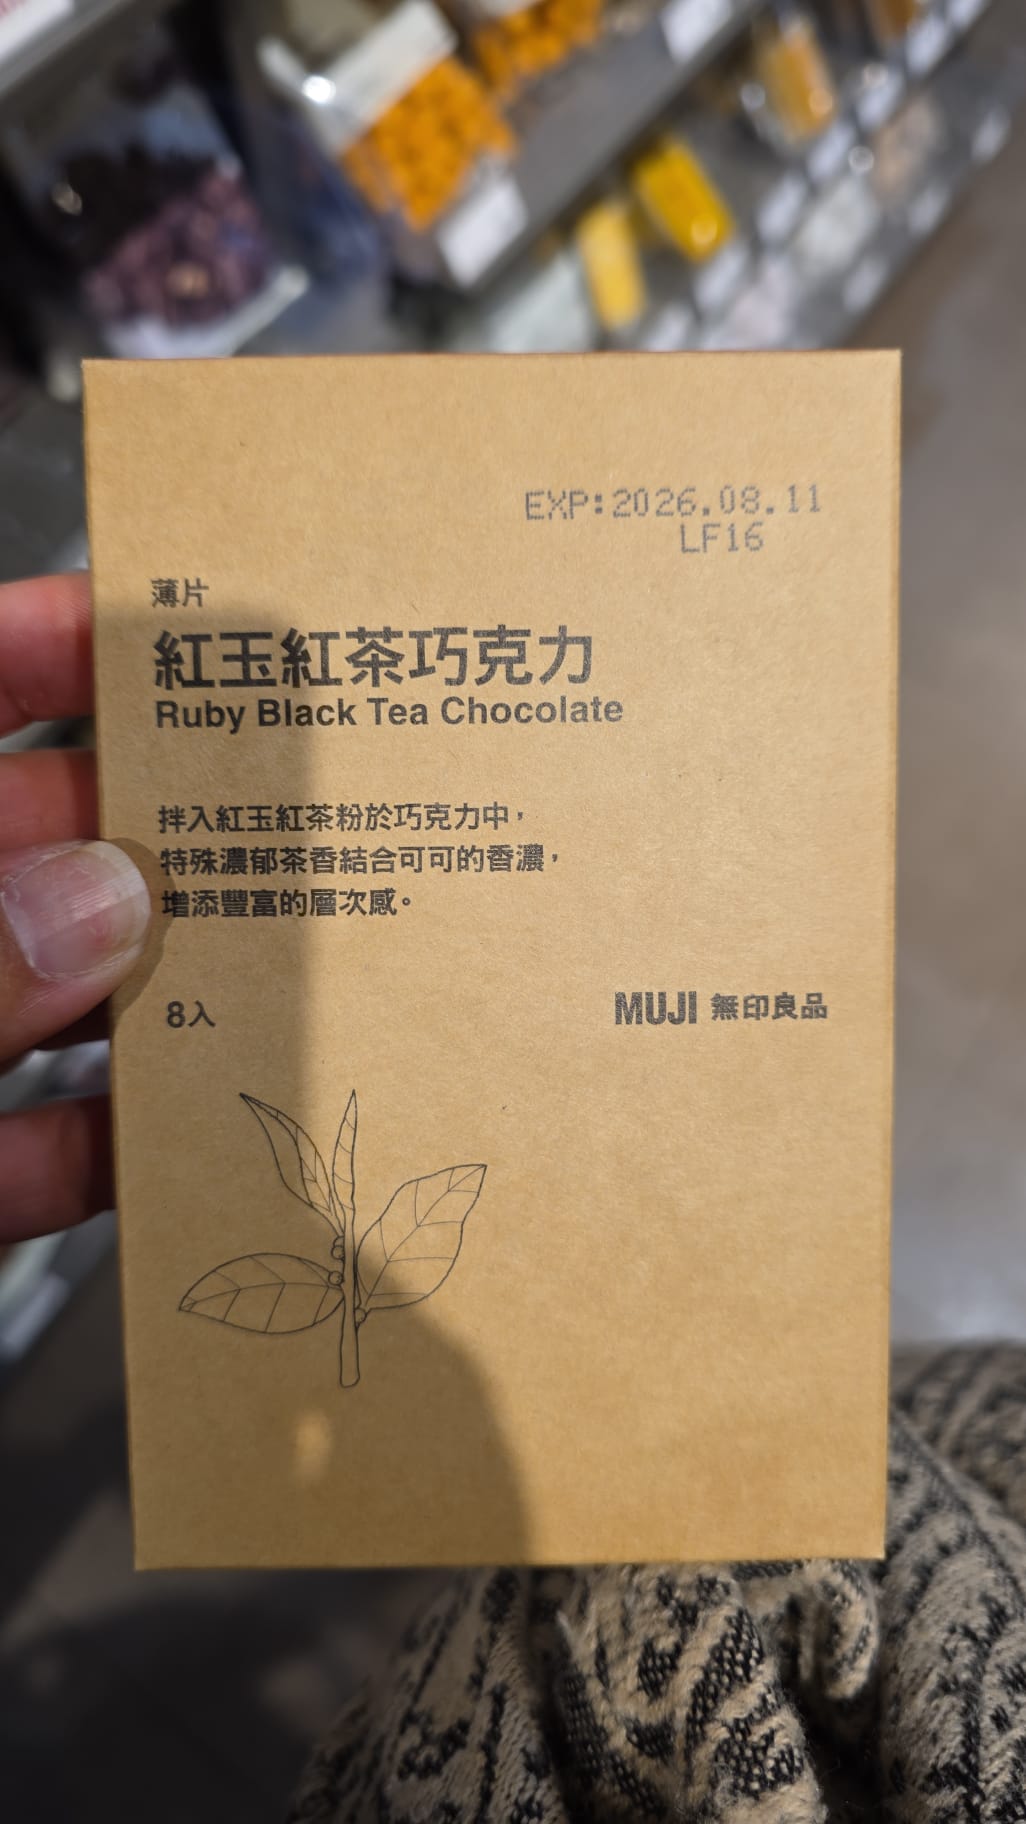 EXP:2026.08.11
LF16
薄片
紅玉紅茶巧克力
Ruby Black Tea Chocolate
拌入紅玉紅茶粉於巧克力中，
特殊濃郁茶香結合可可的香濃，
增添豐富的層次感。
8入
MUJI 無印良品